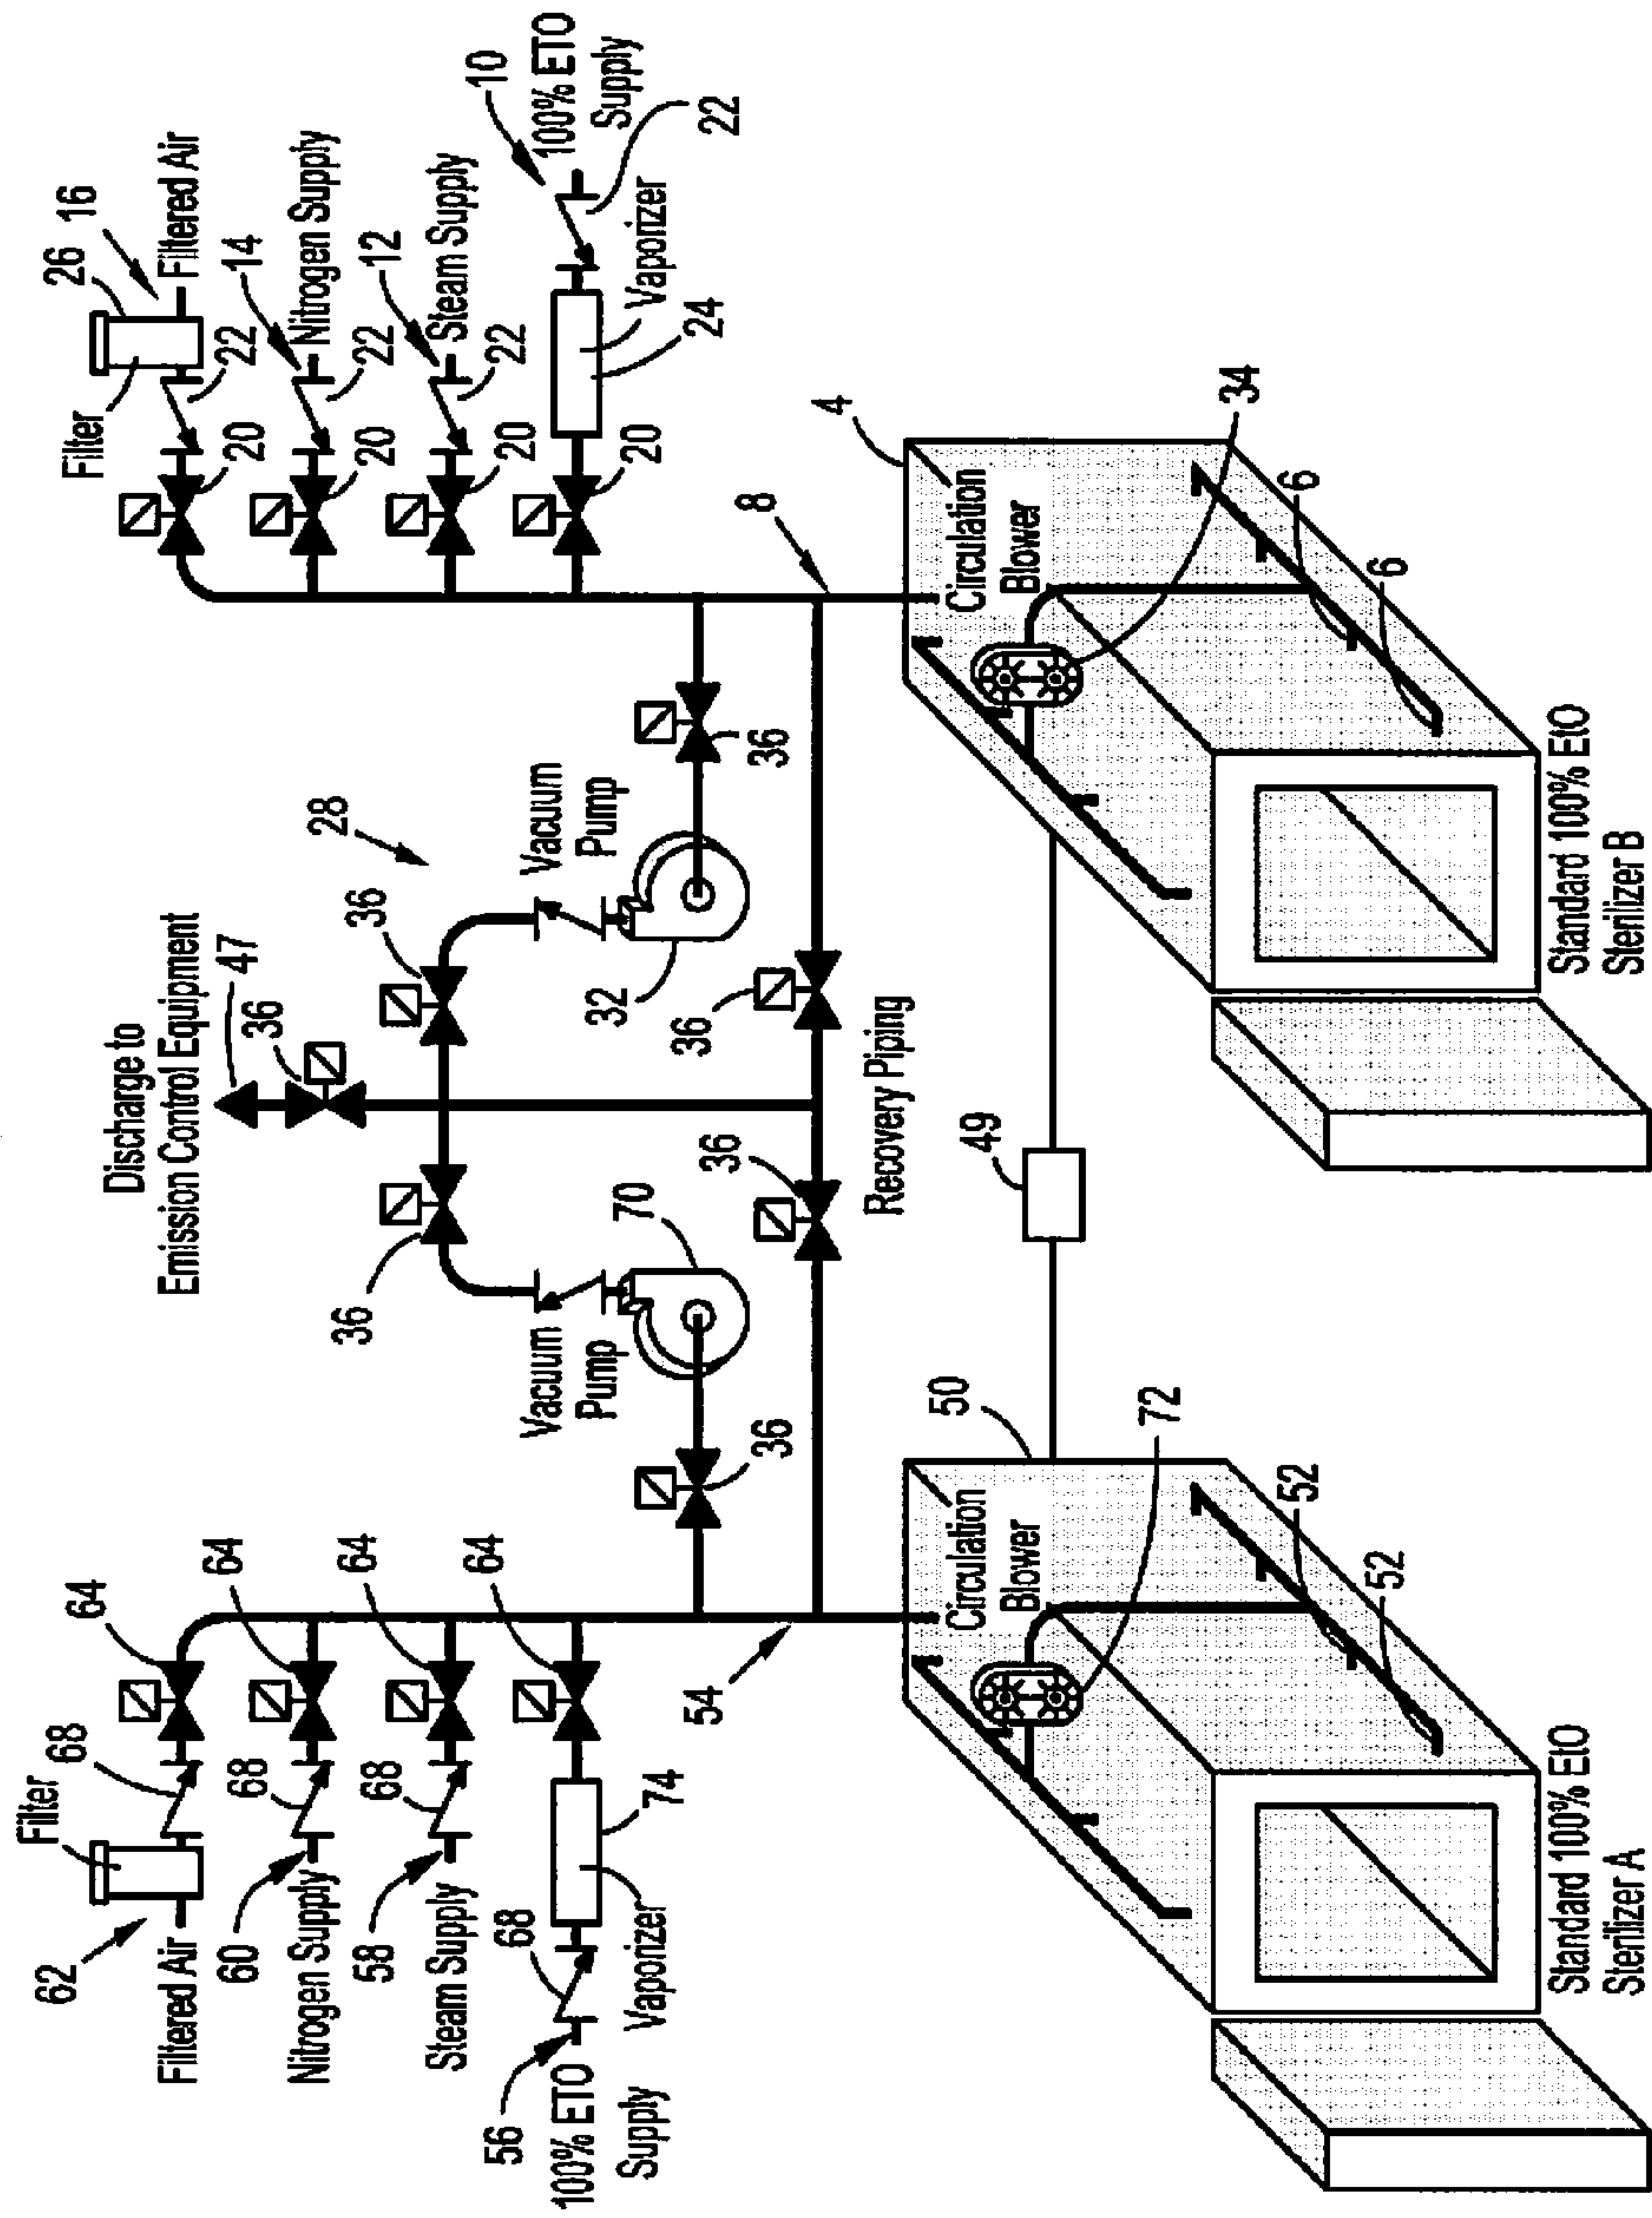 62
Filter
68
64
Filtered Air
60
68
64
Nitrogen Supply
58
68
64
Steam Supply
56
68
64
100% ETO
Supply
Vaporizer
74
54
Discharge to
Emission Control Equipment
47
36
36
36
28
Vacuum
Pump
70
36
Vacuum
Pump
32
36
36
36
Recovery Piping
Filter
26
16
Filtered Air
20
22
14
Nitrogen Supply
20
22
12
Steam Supply
20
22
10
100% ETO
Supply
22
20
24
Vaporizer
8
50
Circulation
Blower
72
52
52
Standard 100% EtO
Sterilizer A
49
4
Circulation
Blower
34
6
6
Standard 100% EtO
Sterilizer B